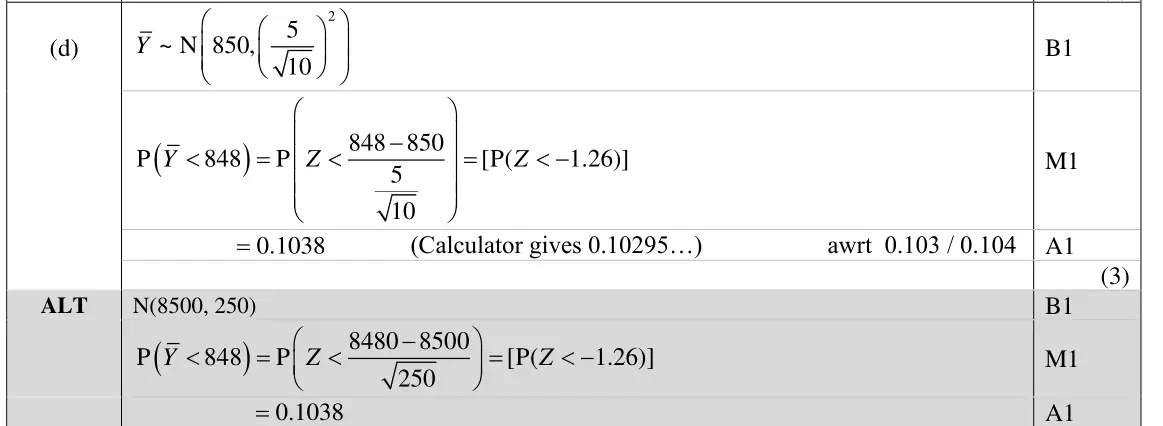 (d) Y̅ ~ N(850, (5/√10)²) B1
P(Y̅ < 848) = P(Z < (848 − 850)/(5/√10)) = [P(Z < −1.26)] M1
= 0.1038 (Calculator gives 0.10295…) awrt 0.103 / 0.104 A1
(3)
ALT N(8500, 250) B1
P(Y̅ < 848) = P(Z < (8480 − 8500)/√250) = [P(Z < −1.26)] M1
= 0.1038 A1